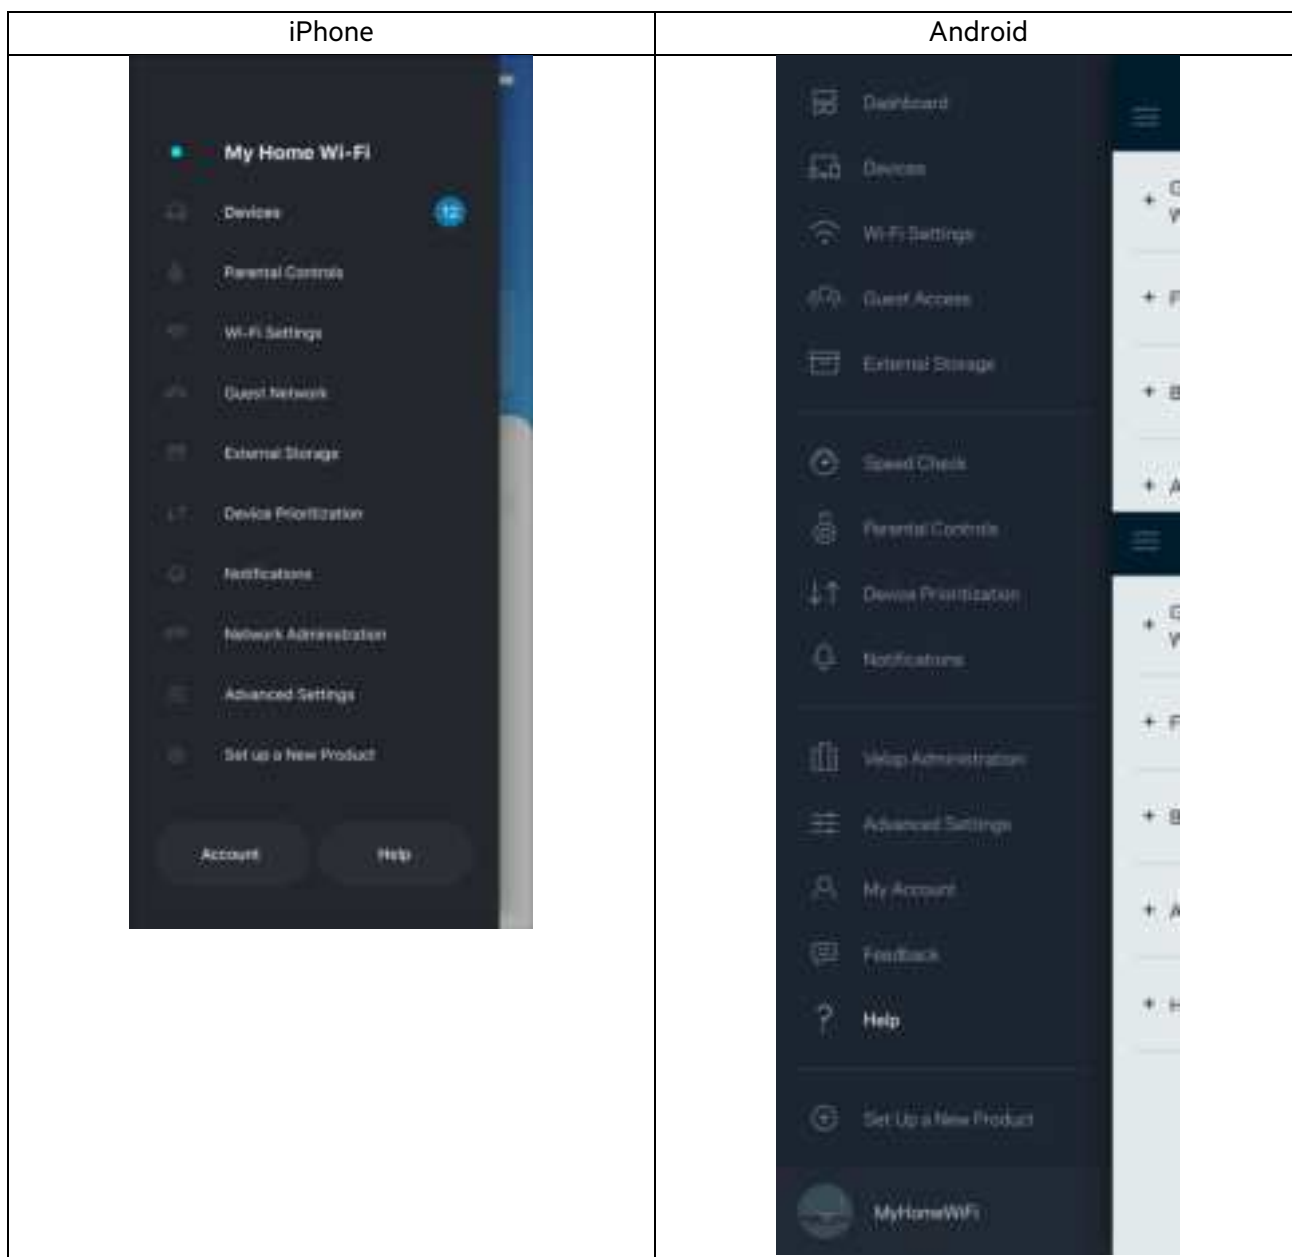 iPhone
Android
My Home Wi-Fi
Devices
12
Parental Controls
Wi-Fi Settings
Guest Network
External Storage
Device Prioritization
Notifications
Network Administration
Advanced Settings
Set up a New Product
Account
Help
Dashboard
Devices
Wi-Fi Settings
Guest Access
External Storage
Speed Check
Parental Controls
Device Prioritization
Notifications
Velop Administration
Advanced Settings
My Account
Feedback
Help
Set Up a New Product
MyHomeWiFi